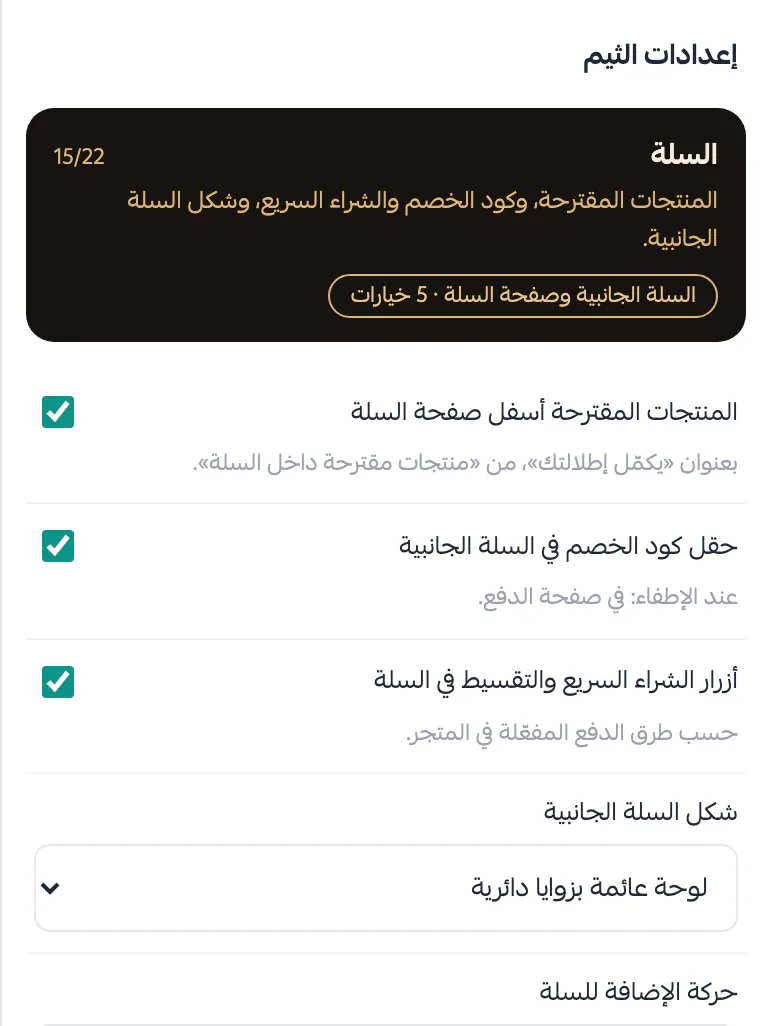 إعدادات الثيم
السلة
15/22
المنتجات المقترحة، وكود الخصم والشراء السريع، وشكل السلة
الجانبية.
السلة الجانبية وصفحة السلة · 5 خيارات
المنتجات المقترحة أسفل صفحة السلة
بعنوان «يكمّل إطلالتك»، من «منتجات مقترحة داخل السلة».
حقل كود الخصم في السلة الجانبية
عند الإطفاء: في صفحة الدفع.
أزرار الشراء السريع والتقسيط في السلة
حسب طرق الدفع المفعّلة في المتجر.
شكل السلة الجانبية
لوحة عائمة بزوايا دائرية
حركة الإضافة للسلة